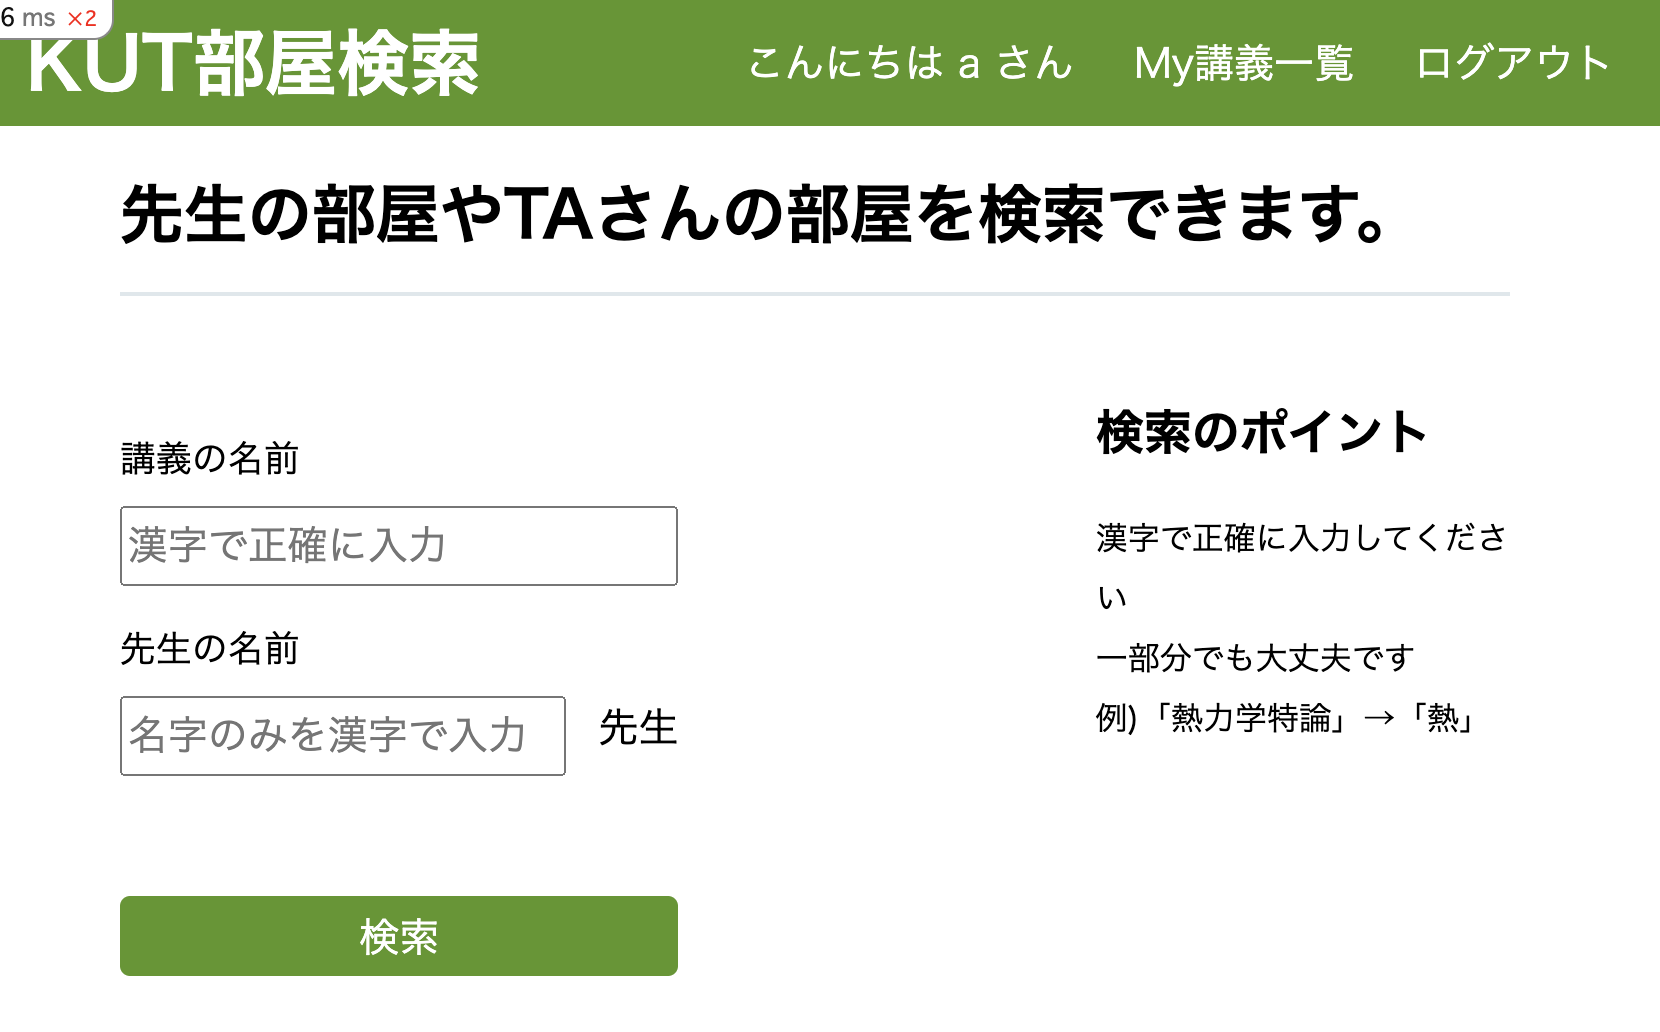 6 ms ×2
KUT部屋検索
こんにちは a さん My講義一覧 ログアウト
先生の部屋やTAさんの部屋を検索できます。
講義の名前
漢字で正確に入力
先生の名前
名字のみを漢字で入力 先生
検索
検索のポイント
漢字で正確に入力してくださ
い
一部分でも大丈夫です
例)「熱力学特論」→「熱」